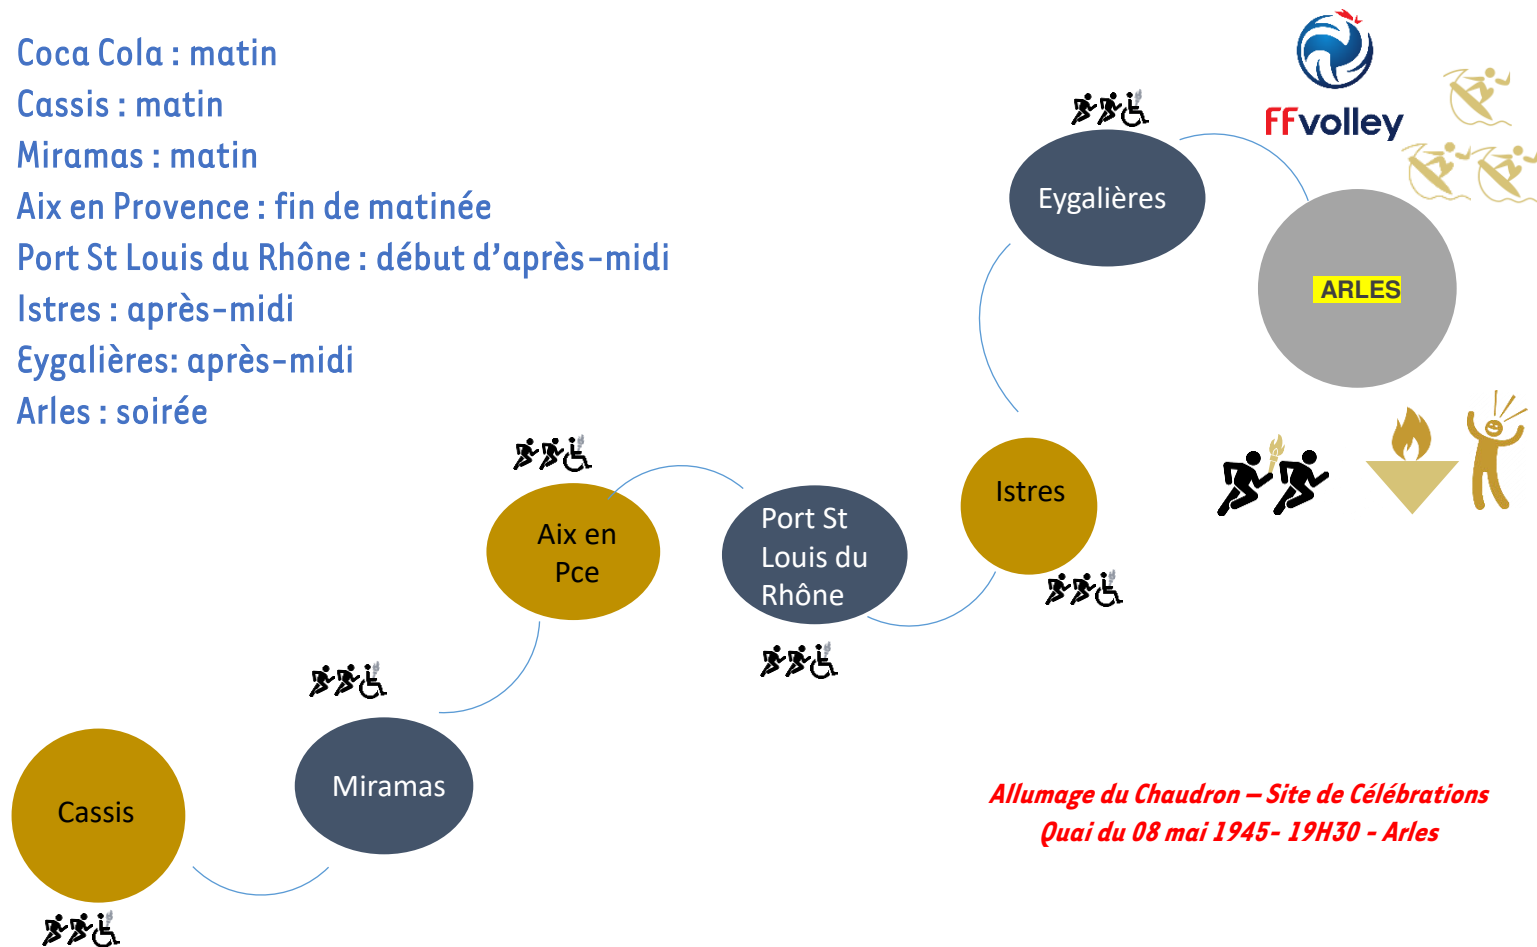 Coca Cola : matin
Cassis : matin
Miramas : matin
Aix en Provence : fin de matinée
Port St Louis du Rhône : début d’après-midi
Istres : après-midi
Eygalières: après-midi
Arles : soirée
FFvolley
Eygalières
ARLES
Istres
Aix en
Pce
Port St
Louis du
Rhône
Miramas
Cassis
Allumage du Chaudron – Site de Célébrations
Quai du 08 mai 1945- 19H30 - Arles